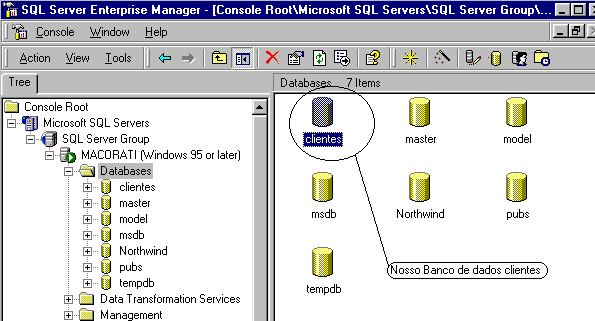 SQL Server Enterprise Manager - [Console Root\Microsoft SQL Servers\SQL Server Group\...
Console Window Help
Action View Tools
Tree
Databases 7 Items
Console Root
Microsoft SQL Servers
SQL Server Group
MACORATI (Windows 95 or later)
Databases
clientes
master
model
msdb
Northwind
pubs
tempdb
Data Transformation Services
Management
clientes master model
msdb Northwind pubs
tempdb
Nosso Banco de dados clientes